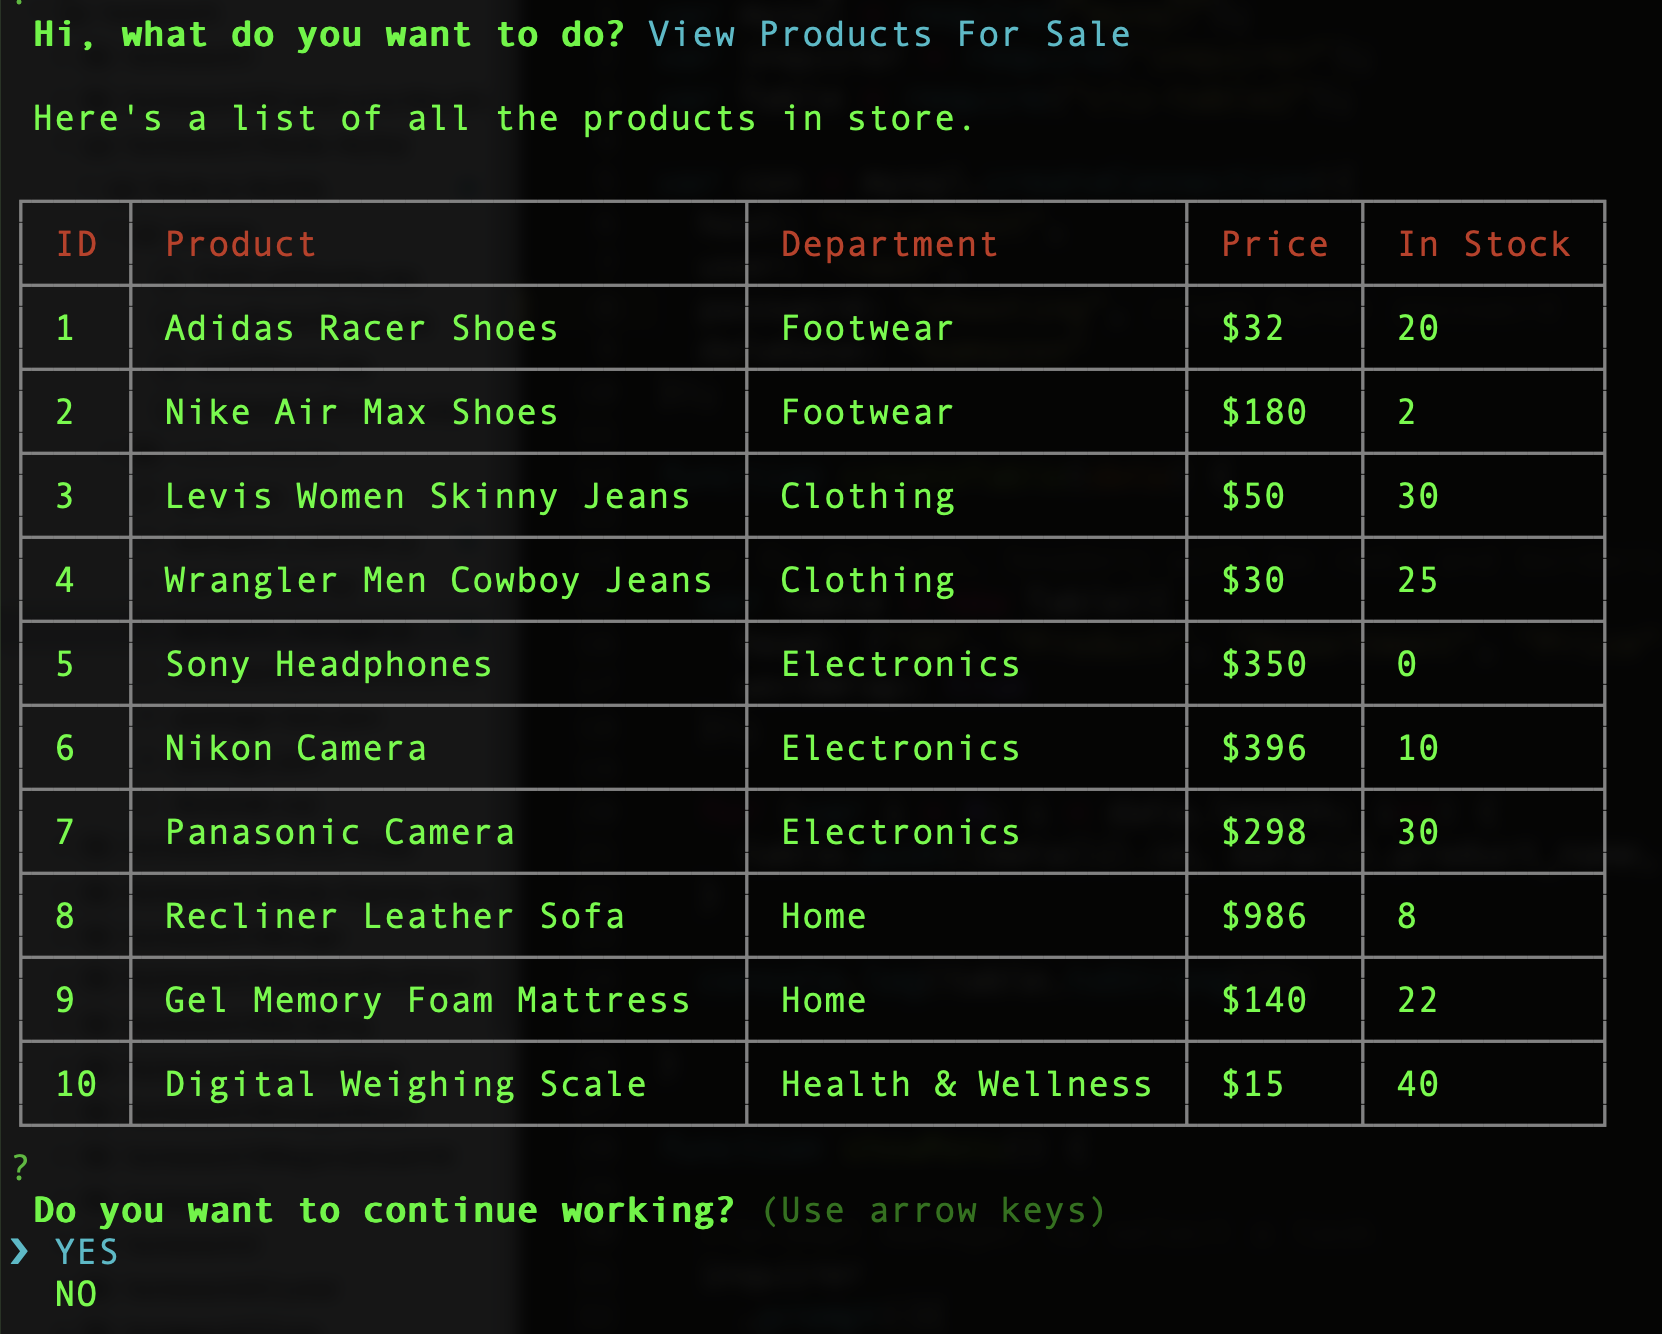 Hi, what do you want to do? View Products For Sale
Here's a list of all the products in store.
ID Product Department Price In Stock
1 Adidas Racer Shoes Footwear $32 20
2 Nike Air Max Shoes Footwear $180 2
3 Levis Women Skinny Jeans Clothing $50 30
4 Wrangler Men Cowboy Jeans Clothing $30 25
5 Sony Headphones Electronics $350 0
6 Nikon Camera Electronics $396 10
7 Panasonic Camera Electronics $298 30
8 Recliner Leather Sofa Home $986 8
9 Gel Memory Foam Mattress Home $140 22
10 Digital Weighing Scale Health & Wellness $15 40
?
Do you want to continue working? (Use arrow keys)
❯ YES
NO